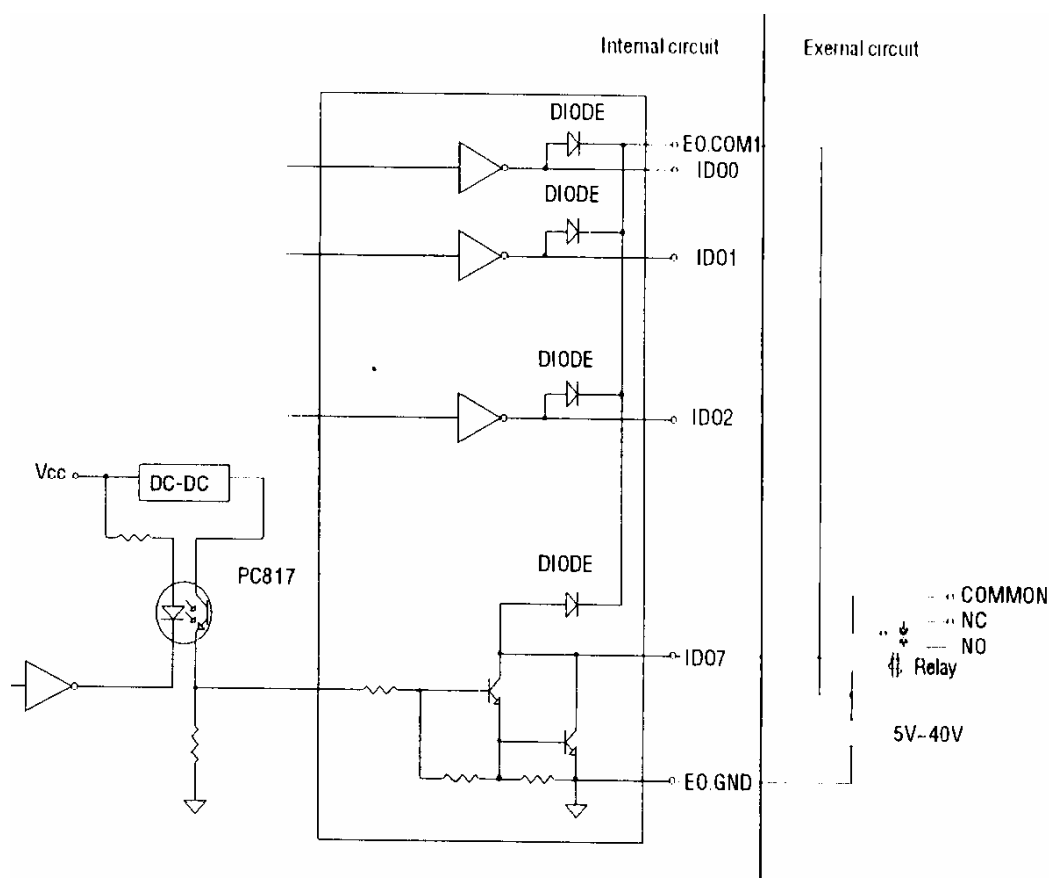 Internal circuit
Exernal circuit
DIODE
EO.COM1
IDO0
DIODE
IDO1
DIODE
IDO2
Vcc
DC-DC
PC817
DIODE
COMMON
NC
NO
IDO7
Relay
5V~40V
EO.GND